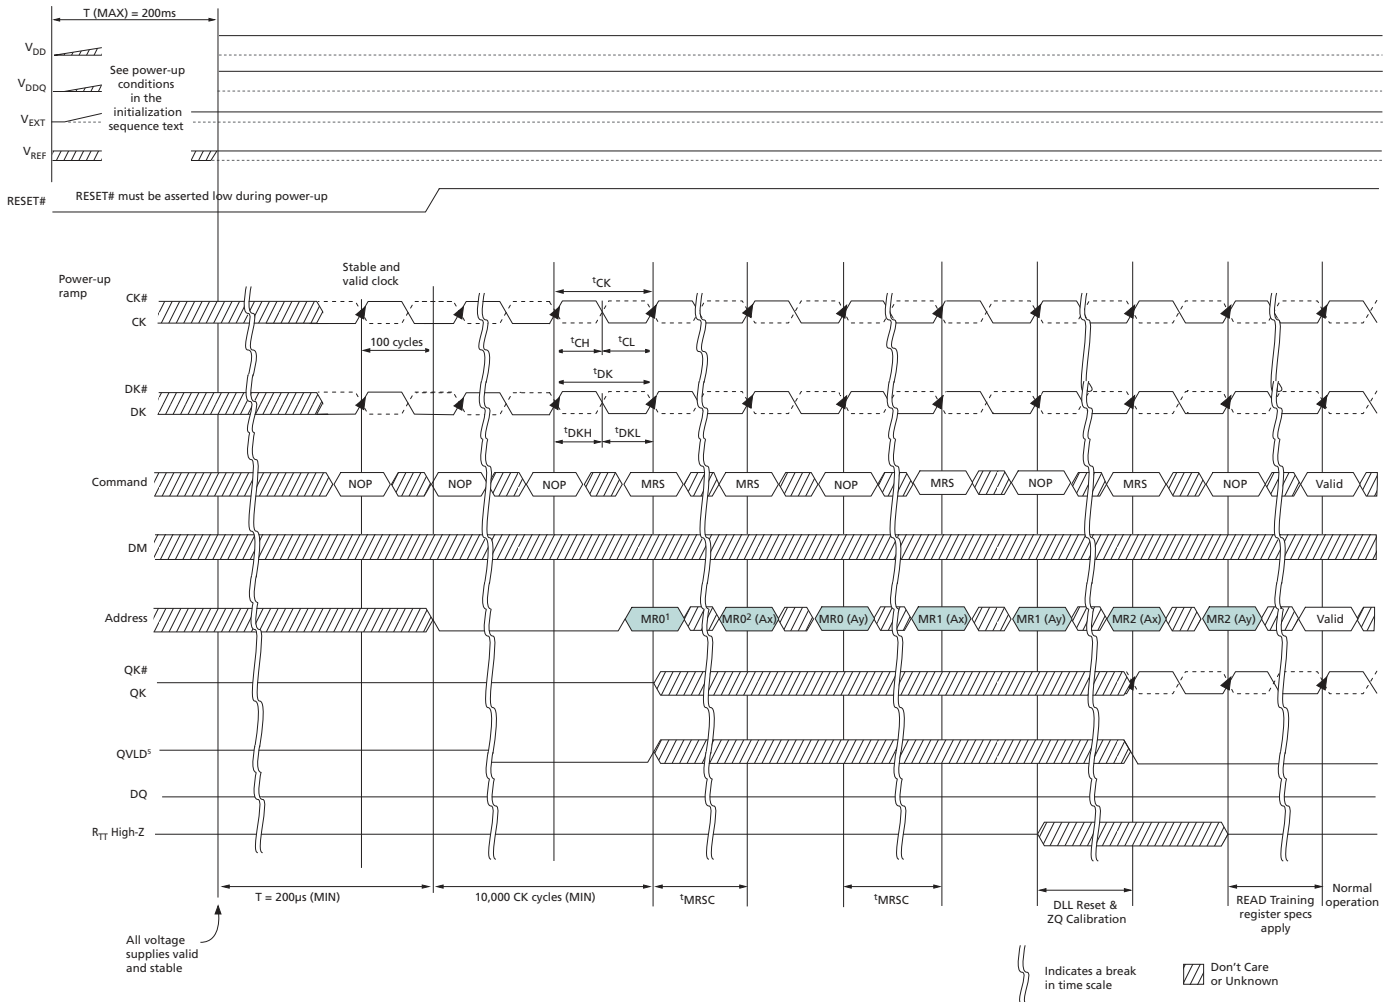 T (MAX) = 200ms
VDD
VDDQ
VEXT
VREF
See power-up
conditions
in the
initialization
sequence text
RESET#
RESET# must be asserted low during power-up
Power-up
ramp
Stable and
valid clock
CK#
CK
tCK
100 cycles
tCH
tCL
DK#
DK
tDK
tDKH
tDKL
Command
NOP
NOP
NOP
MRS
MRS
NOP
MRS
NOP
MRS
NOP
Valid
DM
Address
MR0¹
MR0² (Ax)
MR0 (Ay)
MR1 (Ax)
MR1 (Ay)
MR2 (Ax)
MR2 (Ay)
Valid
QK#
QK
QVLD⁵
DQ
RTT High-Z
T = 200µs (MIN)
10,000 CK cycles (MIN)
tMRSC
tMRSC
DLL Reset &
ZQ Calibration
READ Training
register specs
apply
Normal
operation
All voltage
supplies valid
and stable
Indicates a break
in time scale
Don't Care
or Unknown